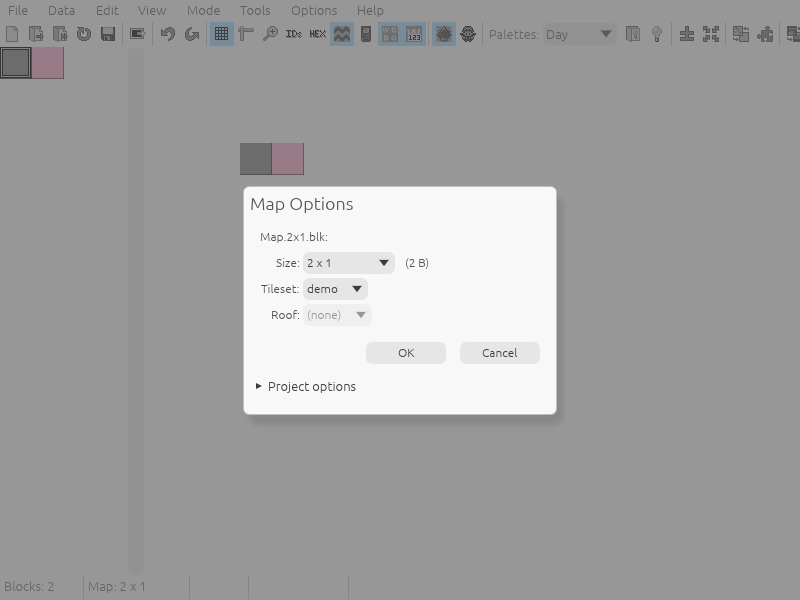 File Data Edit View Mode Tools Options Help
IDs HEX 123 Palettes: Day
Map Options
Map.2x1.blk:
Size: 2 x 1 (2 B)
Tileset: demo
Roof: (none)
OK Cancel
Project options
Blocks: 2 Map: 2 x 1